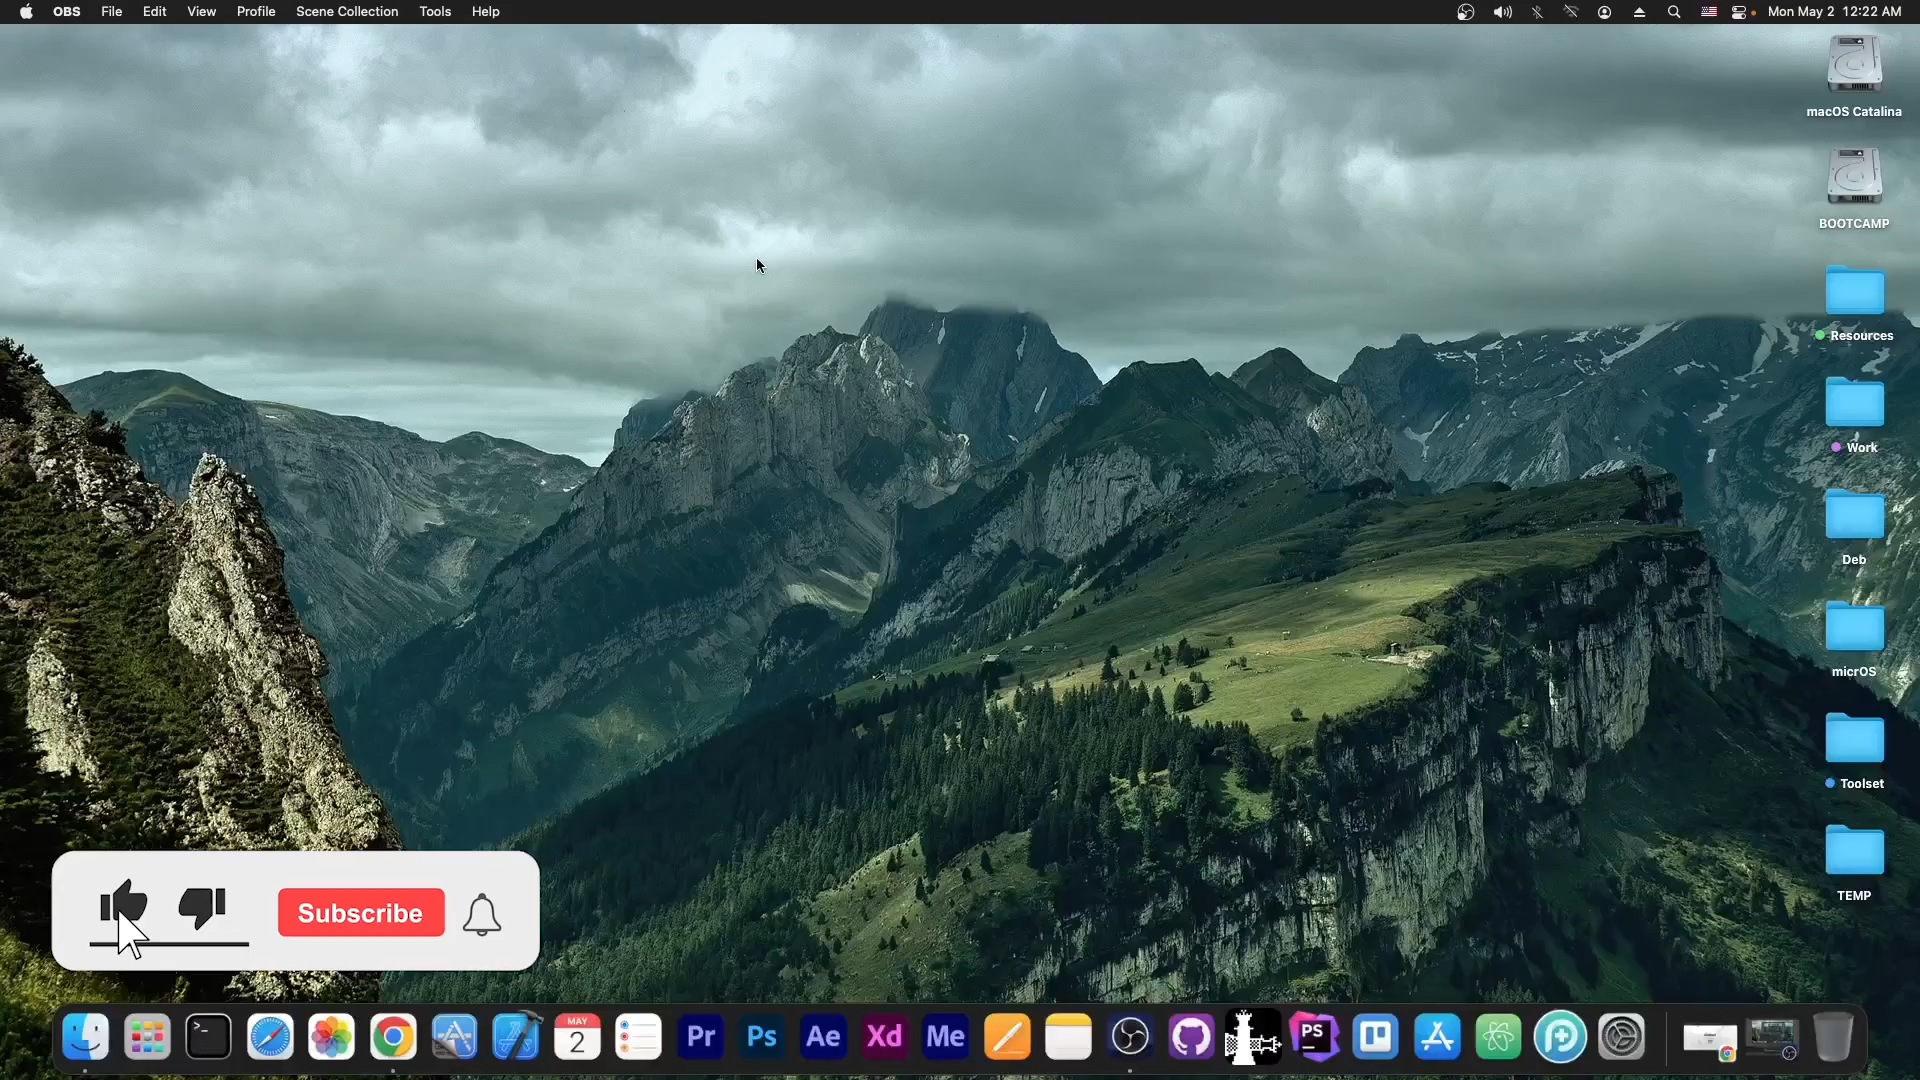 OBS File Edit View Profile Scene Collection Tools Help Mon May 2 12:22 AM
macOS Catalina
BOOTCAMP
Resources
Work
Deb
micrOS
Toolset
TEMP
Subscribe
MAY
2
Pr Ps Ae Xd Me PS